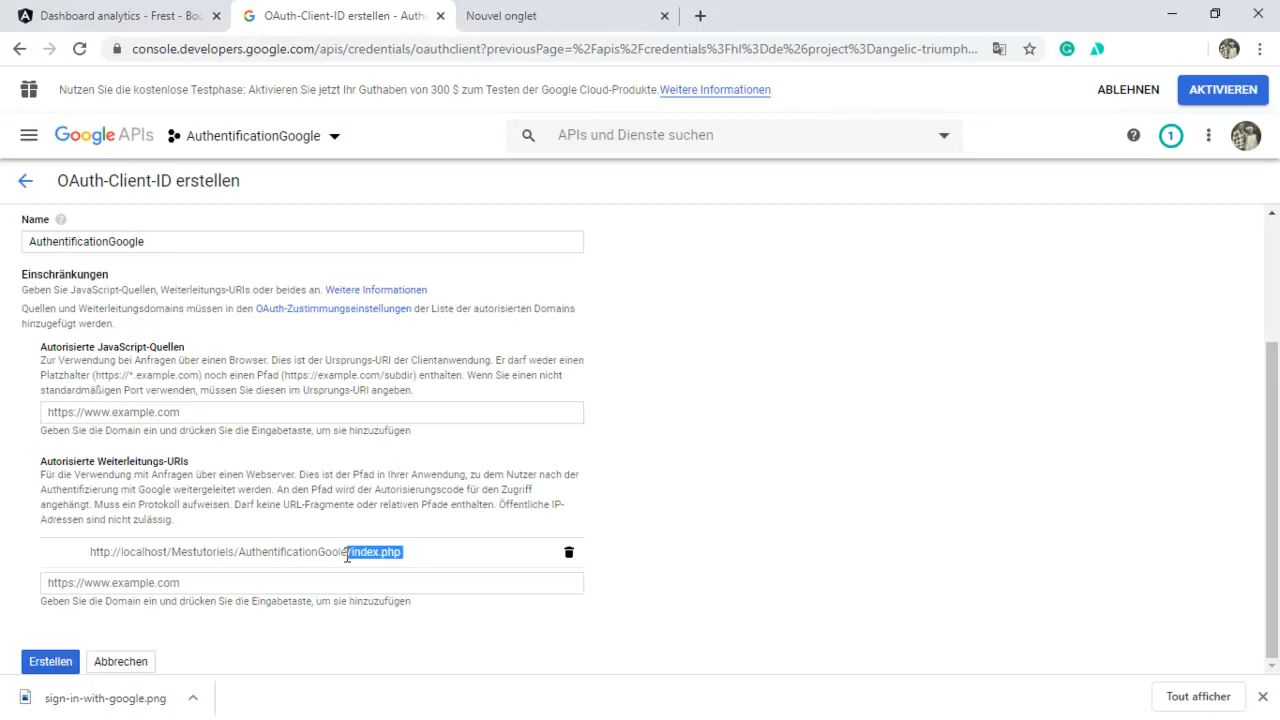 Dashboard analytics - Frest - Boo
OAuth-Client-ID erstellen - Authe
Nouvel onglet
console.developers.google.com/apis/credentials/oauthclient?previousPage=%2Fapis%2Fcredentials%3Fhl%3Dde%26project%3Dangelic-triumph...
Nutzen Sie die kostenlose Testphase: Aktivieren Sie jetzt Ihr Guthaben von 300 $ zum Testen der Google Cloud-Produkte.Weitere Informationen
ABLEHNEN
AKTIVIEREN
Google APIs
AuthentificationGoogle
APIs und Dienste suchen
1
OAuth-Client-ID erstellen
Name
AuthentificationGoogle
Einschränkungen
Geben Sie JavaScript-Quellen, Weiterleitungs-URIs oder beides an. Weitere Informationen
Quellen und Weiterleitungsdomains müssen in den OAuth-Zustimmungseinstellungen der Liste der autorisierten Domains
hinzugefügt werden.
Autorisierte JavaScript-Quellen
Zur Verwendung bei Anfragen über einen Browser. Dies ist der Ursprungs-URI der Clientanwendung. Er darf weder einen
Platzhalter (https://*.example.com) noch einen Pfad (https://example.com/subdir) enthalten. Wenn Sie einen nicht
standardmäßigen Port verwenden, müssen Sie diesen im Ursprungs-URI angeben.
https://www.example.com
Geben Sie die Domain ein und drücken Sie die Eingabetaste, um sie hinzuzufügen
Autorisierte Weiterleitungs-URIs
Für die Verwendung mit Anfragen über einen Webserver. Dies ist der Pfad in Ihrer Anwendung, zu dem Nutzer nach der
Authentifizierung mit Google weitergeleitet werden. An den Pfad wird der Autorisierungscode für den Zugriff
angehängt. Muss ein Protokoll aufweisen. Darf keine URL-Fragmente oder relativen Pfade enthalten. Öffentliche IP-
Adressen sind nicht zulässig.
http://localhost/Mestutoriels/AuthentificationGoole/index.php
https://www.example.com
Geben Sie die Domain ein und drücken Sie die Eingabetaste, um sie hinzuzufügen
Erstellen
Abbrechen
sign-in-with-google.png
Tout afficher